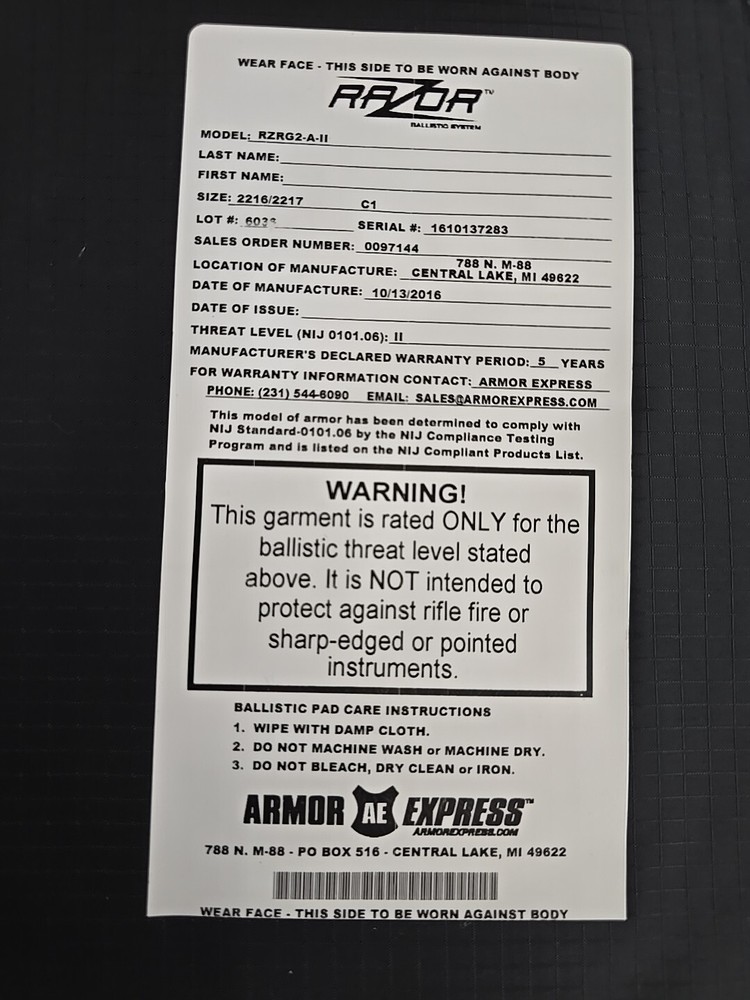 WEAR FACE - THIS SIDE TO BE WORN AGAINST BODY
RAZOR™
BALLISTIC SYSTEM
MODEL: RZRG2-A-II
LAST NAME:
FIRST NAME:
SIZE: 2216/2217 C1
LOT #: SERIAL #: 1610137283
SALES ORDER NUMBER: 0097144
788 N. M-88
LOCATION OF MANUFACTURE: CENTRAL LAKE, MI 49622
DATE OF MANUFACTURE: 10/13/2016
DATE OF ISSUE:
THREAT LEVEL (NIJ 0101.06): II
MANUFACTURER'S DECLARED WARRANTY PERIOD: 5 YEARS
FOR WARRANTY INFORMATION CONTACT: ARMOR EXPRESS
PHONE: (231) 544-6090 EMAIL: SALES@ARMOREXPRESS.COM
This model of armor has been determined to comply with
NIJ Standard-0101.06 by the NIJ Compliance Testing
Program and is listed on the NIJ Compliant Products List.
WARNING!
This garment is rated ONLY for the
ballistic threat level stated
above. It is NOT intended to
protect against rifle fire or
sharp-edged or pointed
instruments.
BALLISTIC PAD CARE INSTRUCTIONS
1. WIPE WITH DAMP CLOTH.
2. DO NOT MACHINE WASH or MACHINE DRY.
3. DO NOT BLEACH, DRY CLEAN or IRON.
ARMOR AE EXPRESS™
ARMOREXPRESS.COM
788 N. M-88 - PO BOX 516 - CENTRAL LAKE, MI 49622
WEAR FACE - THIS SIDE TO BE WORN AGAINST BODY